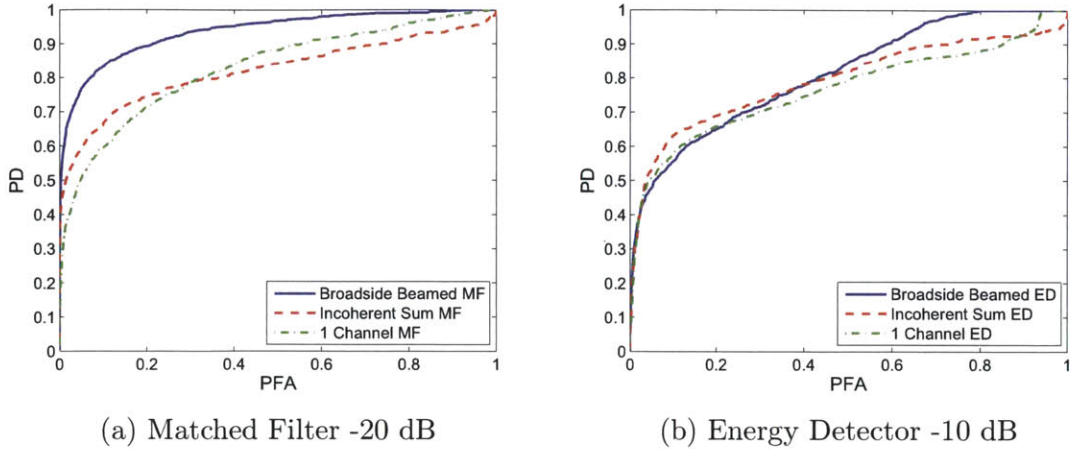 1
0.9
0.8
0.7
0.6
0.5
0.4
0.3
0.2
0.1
0
PD
0 0.2 0.4 0.6 0.8 1
PFA
Broadside Beamed MF
Incoherent Sum MF
1 Channel MF
(a) Matched Filter -20 dB
1
0.9
0.8
0.7
0.6
0.5
0.4
0.3
0.2
0.1
0
PD
0 0.2 0.4 0.6 0.8 1
PFA
Broadside Beamed ED
Incoherent Sum ED
1 Channel ED
(b) Energy Detector -10 dB